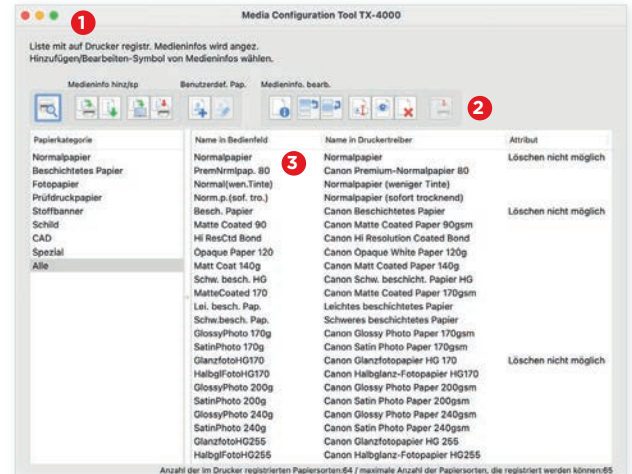 1
Media Configuration Tool TX-4000
Liste mit auf Drucker registr. Medieninfos wird angez.
Hinzufügen/Bearbeiten-Symbol von Medieninfos wählen.
Medieninfo hinz/sp Benutzerdef. Pap. Medieninfo. bearb.
2
Papierkategorie Name in Bedienfeld Name in Druckertreiber Attribut
3
Normalpapier Normalpapier Normalpapier Löschen nicht möglich
Beschichtetes Papier PremNrmlpap. 80 Canon Premium-Normalpapier 80
Fotopapier Normal(wen.Tinte) Normalpapier (weniger Tinte)
Prüfdruckpapier Norm.p.(sof. tro.) Normalpapier (sofort trocknend)
Stoffbanner Besch. Papier Canon Beschichtetes Papier Löschen nicht möglich
Schild Matte Coated 90 Canon Matte Coated Paper 90gsm
CAD Hi ResCtd Bond Canon Hi Resolution Coated Bond
Spezial Opaque Paper 120 Canon Opaque White Paper 120g
Alle Matt Coat 140g Canon Matt Coated Paper 140g
Schw. besch. HG Canon Schw. beschicht. Papier HG
MatteCoated 170 Canon Matte Coated Paper 170gsm
Lei. besch. Pap. Leichtes beschichtetes Papier
Schw.besch. Pap. Schweres beschichtetes Papier
GlossyPhoto 170g Canon Glossy Photo Paper 170gsm
SatinPhoto 170g Canon Satin Photo Paper 170gsm
GlanzfotoHG170 Canon Glanzfotopapier HG 170 Löschen nicht möglich
HalbglFotoHG170 Canon Halbglanz-Fotopapier HG170
GlossyPhoto 200g Canon Glossy Photo Paper 200gsm
SatinPhoto 200g Canon Satin Photo Paper 200gsm
GlossyPhoto 240g Canon Glossy Photo Paper 240gsm
SatinPhoto 240g Canon Satin Photo Paper 240gsm
GlanzfotoHG255 Canon Glanzfotopapier HG 255
HalbglFotoHG255 Canon Halbglanz-Fotopapier HG255
Anzahl der im Drucker registrierten Papiersorten:64 / maximale Anzahl der Papiersorten, die registriert werden können:65